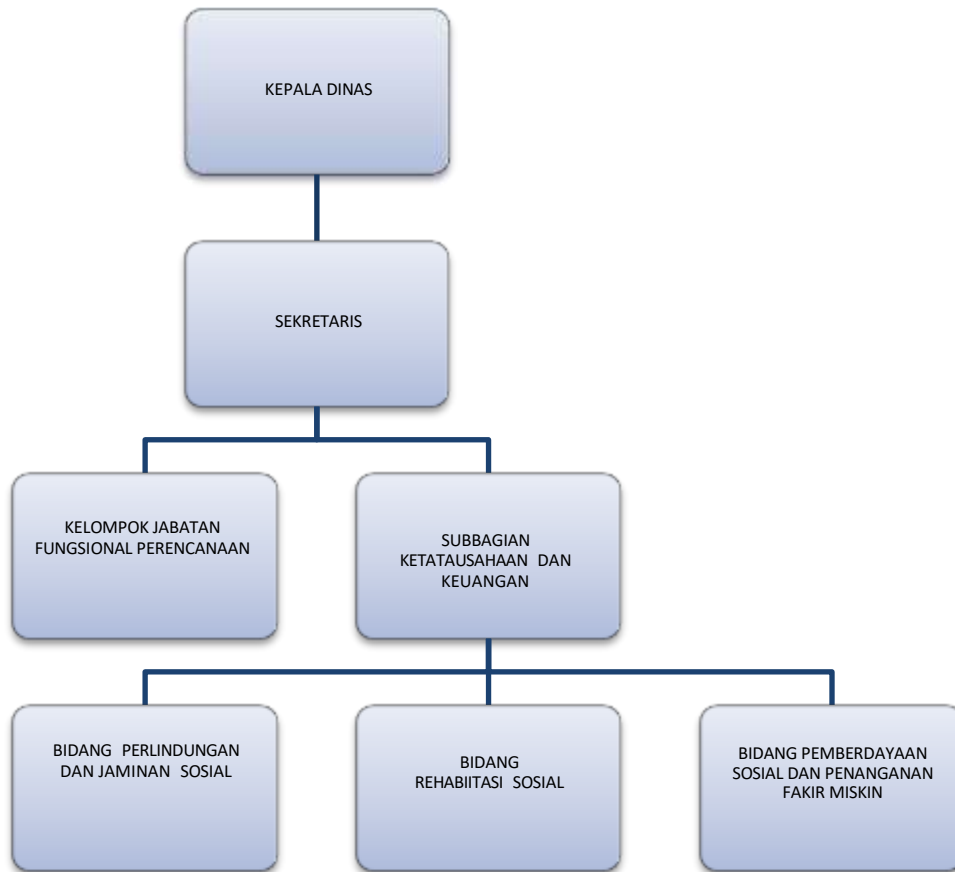 KEPALA DINAS
SEKRETARIS
KELOMPOK JABATAN
FUNGSIONAL PERENCANAAN
SUBBAGIAN
KETATAUSAHAAN DAN
KEUANGAN
BIDANG PERLINDUNGAN
DAN JAMINAN SOSIAL
BIDANG
REHABIITASI SOSIAL
BIDANG PEMBERDAYAAN
SOSIAL DAN PENANGANAN
FAKIR MISKIN